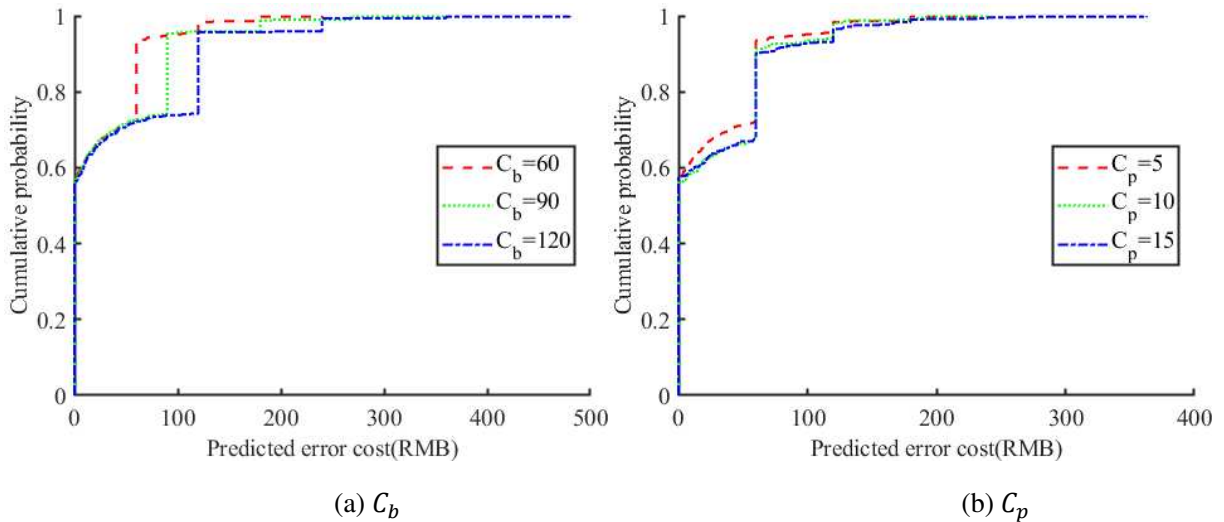 1
0.8
0.6
0.4
0.2
0
Cumulative probability
C_b=60
C_b=90
C_b=120
0 100 200 300 400 500
Predicted error cost(RMB)
(a) C_b
1
0.8
0.6
0.4
0.2
0
Cumulative probability
C_p=5
C_p=10
C_p=15
0 100 200 300 400
Predicted error cost(RMB)
(b) C_p